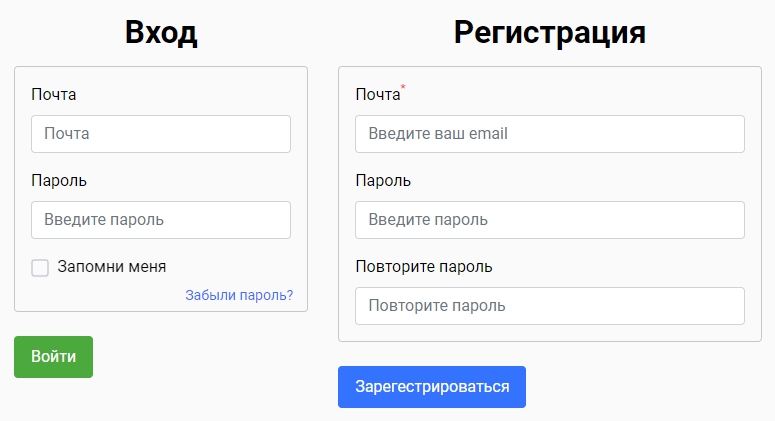 Вход
Почта
Почта
Пароль
Введите пароль
Запомни меня
Забыли пароль?
Войти
Регистрация
Почта*
Введите ваш email
Пароль
Введите пароль
Повторите пароль
Повторите пароль
Зарегестрироваться